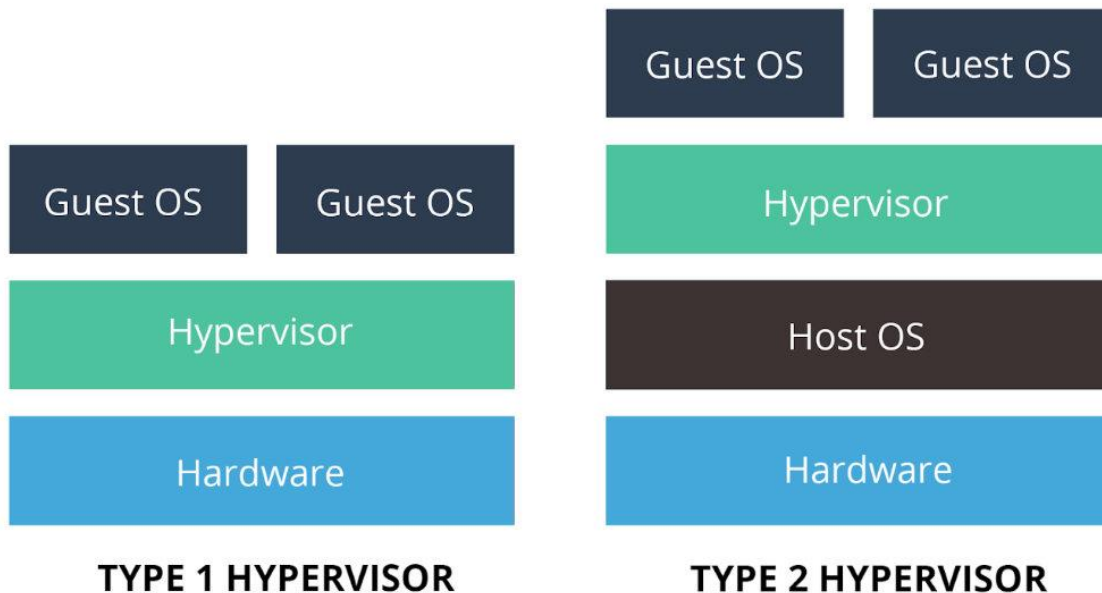 Guest OS
Guest OS
Hypervisor
Hardware
TYPE 1 HYPERVISOR
Guest OS
Guest OS
Hypervisor
Host OS
Hardware
TYPE 2 HYPERVISOR